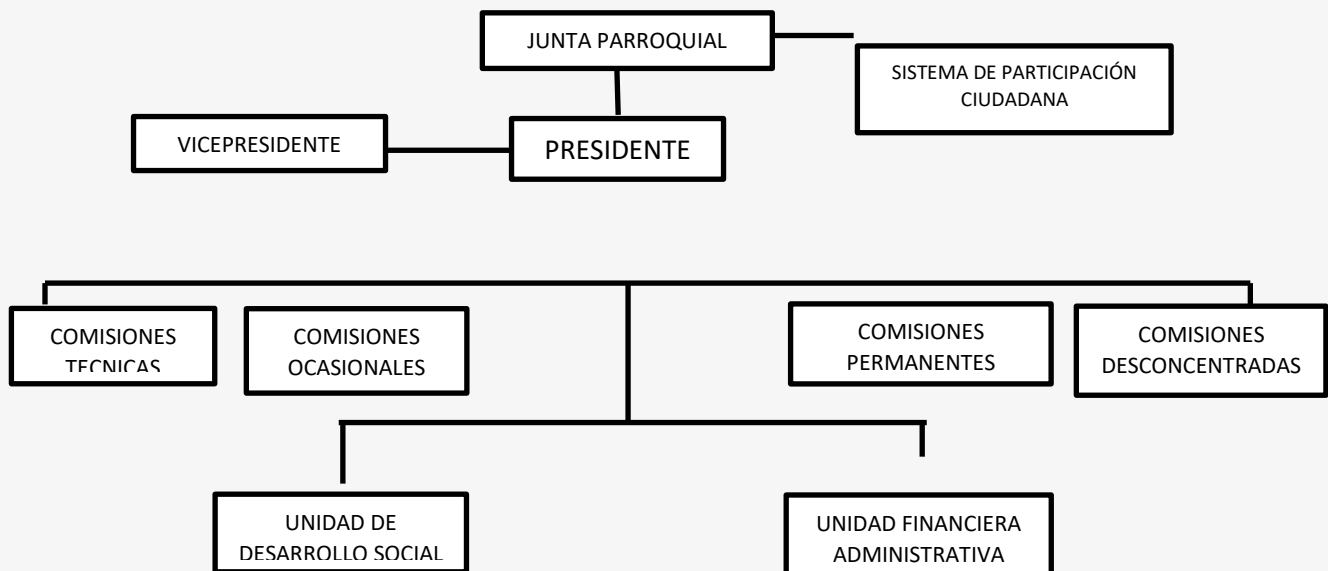 JUNTA PARROQUIAL
SISTEMA DE PARTICIPACIÓN
CIUDADANA
VICEPRESIDENTE
PRESIDENTE
COMISIONES
TECNICAS
COMISIONES
OCASIONALES
COMISIONES
PERMANENTES
COMISIONES
DESCONCENTRADAS
UNIDAD DE
DESARROLLO SOCIAL
UNIDAD FINANCIERA
ADMINISTRATIVA